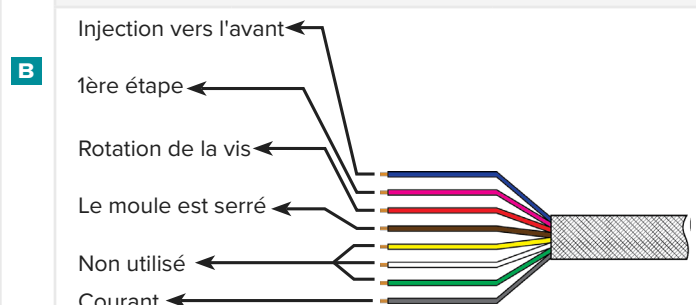 Injection vers l'avant
B
1ère étape
Rotation de la vis
Le moule est serré
Non utilisé
Courant